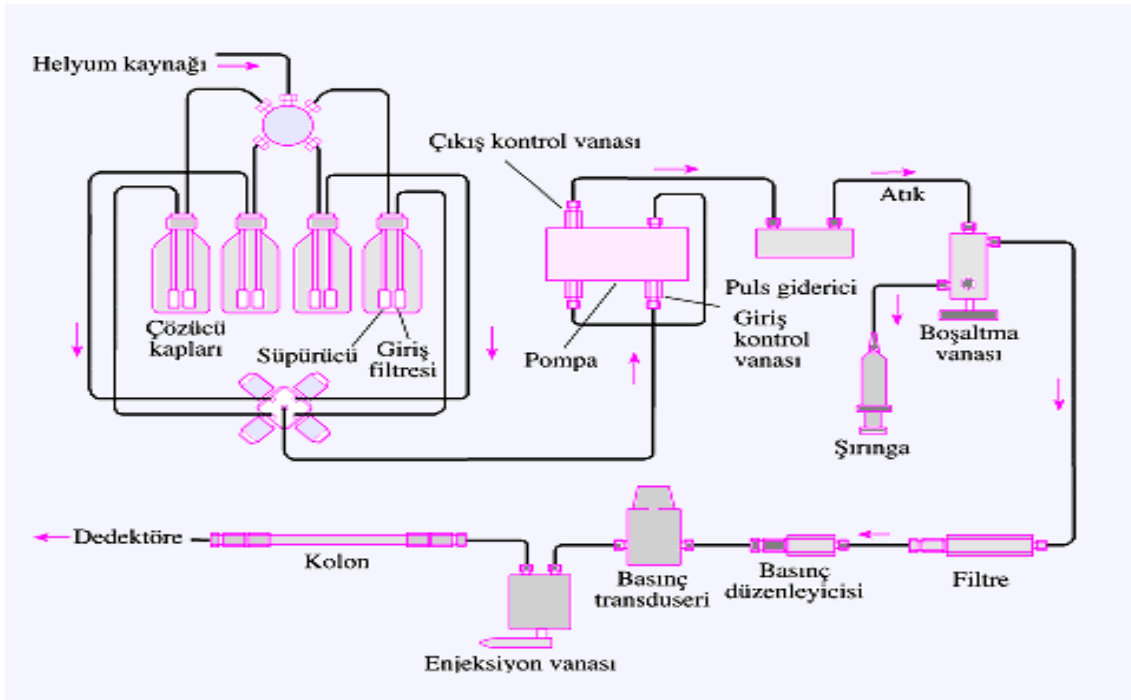 Helyum kaynağı
Çıkış kontrol vanası
Atık
Çözücü
kapları
Süpürücü
Giriş
filtresi
Pompa
Puls giderici
Giriş
kontrol
vanası
Boşaltma
vanası
Şırınga
Dedektöre
Kolon
Enjeksiyon vanası
Basınç
transduseri
Basınç
düzenleyicisi
Filtre